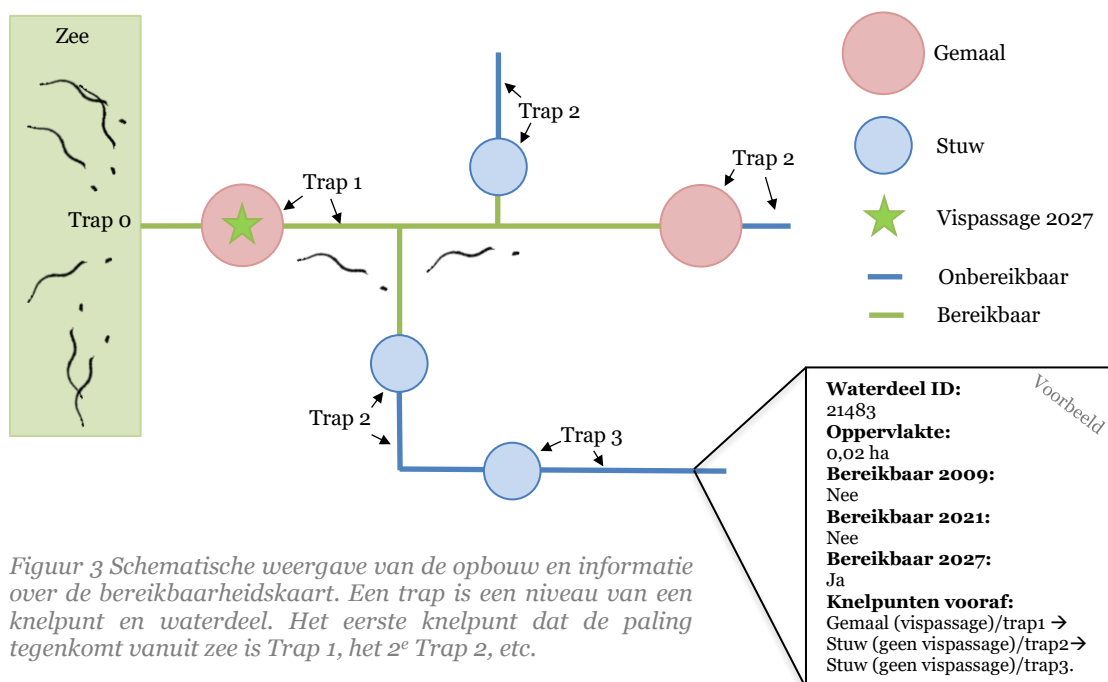 Zee
Trap 0
Trap 1
Trap 2
Trap 2
Trap 2
Trap 3
Gemaal
Stuw
Vispassage 2027
Onbereikbaar
Bereikbaar
Voorbeeld
Waterdeel ID:
21483
Oppervlakte:
0,02 ha
Bereikbaar 2009:
Nee
Bereikbaar 2021:
Nee
Bereikbaar 2027:
Ja
Knelpunten vooraf:
Gemaal (vispassage)/trap1 →
Stuw (geen vispassage)/trap2→
Stuw (geen vispassage)/trap3.
Figuur 3 Schematische weergave van de opbouw en informatie
over de bereikbaarheidskaart. Een trap is een niveau van een
knelpunt en waterdeel. Het eerste knelpunt dat de paling
tegenkomt vanuit zee is Trap 1, het 2e Trap 2, etc.